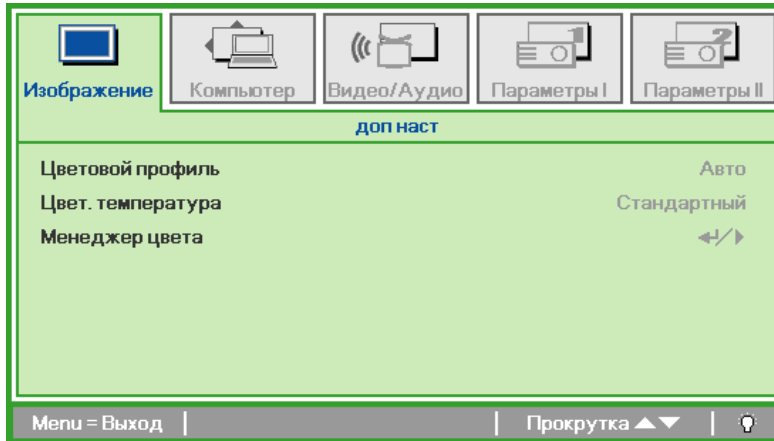 Изображение Компьютер Видео/Аудио Параметры I Параметры II
доп наст
Цветовой профиль Авто
Цвет. температура Стандартный
Менеджер цвета
Menu = Выход Прокрутка